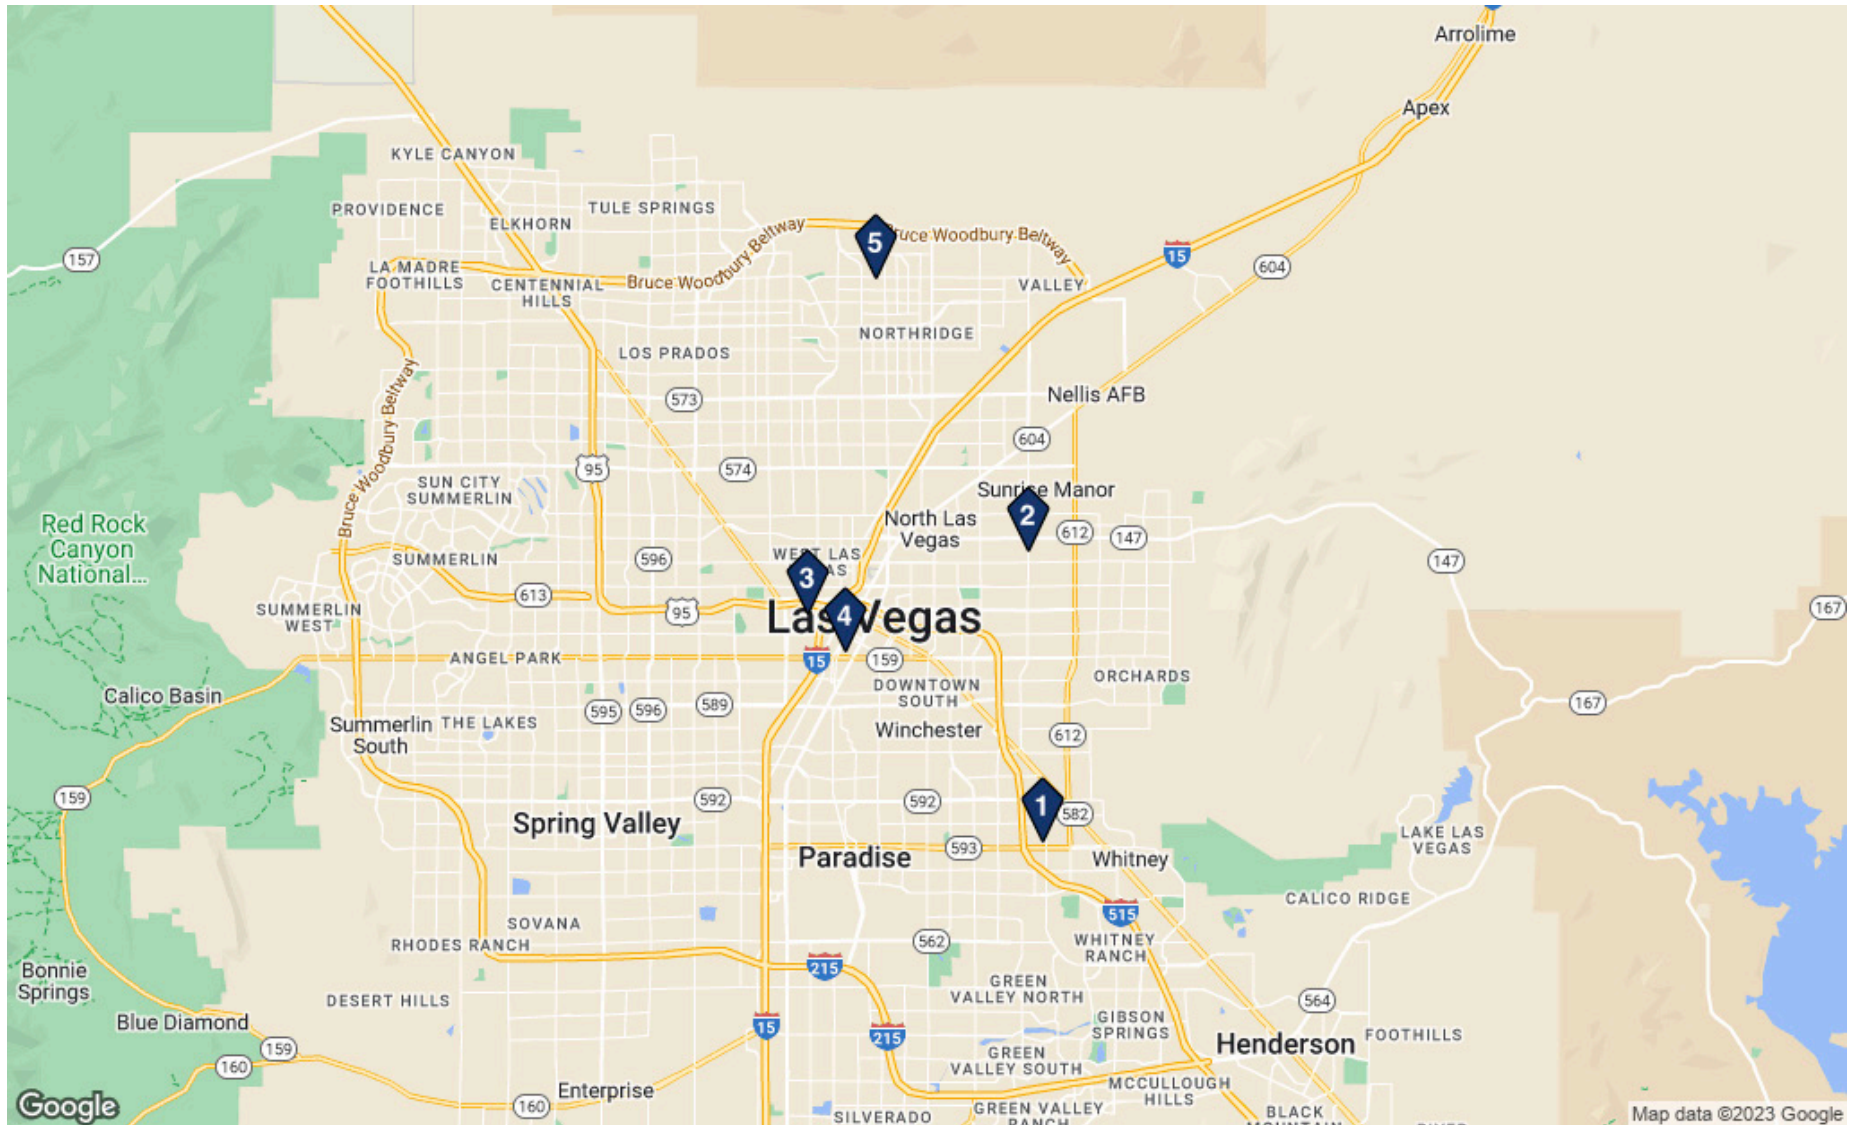 Arrolime
Apex
KYLE CANYON
PROVIDENCE
TULE SPRINGS
ELKHORN
Bruce Woodbury Beltway
5
Bruce Woodbury Beltway
157
LA MADRE
FOOTHILLS
CENTENNIAL
HILLS
Bruce Woodbury Beltway
VALLEY
15
604
NORTHRIDGE
LOS PRADOS
573
Nellis AFB
604
95
574
SUN CITY
SUMMERLIN
Sunrise Manor
2
612
147
North Las
Vegas
Red Rock
Canyon
National...
SUMMERLIN
596
WEST LAS
3
147
SUMMERLIN
WEST
613
95
Las Vegas
4
167
ANGEL PARK
15
159
ORCHARDS
Calico Basin
DOWNTOWN
SOUTH
595
596
589
167
Summerlin
South
THE LAKES
Winchester
612
159
592
592
1
582
Spring Valley
Paradise
593
Whitney
LAKE LAS
VEGAS
CALICO RIDGE
515
SOVANA
RHODES RANCH
562
WHITNEY
RANCH
215
Bonnie
Springs
DESERT HILLS
GREEN
VALLEY NORTH
564
Blue Diamond
15
215
GIBSON
SPRINGS
Henderson
FOOTHILLS
159
160
GREEN
VALLEY SOUTH
Enterprise
160
MCCULLOUGH
HILLS
SILVERADO
GREEN VALLEY
RANCH
BLACK
MOUNTAIN
Google
Map data ©2023 Google